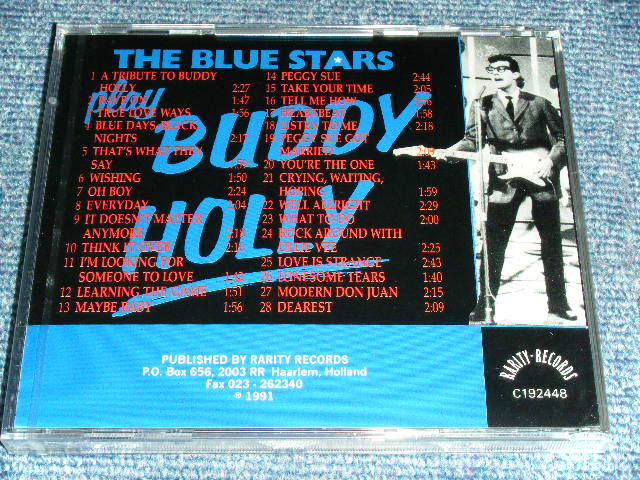 THE BLUE STARS
play
BUDDY
HOLLY
1 A TRIBUTE TO BUDDY
HOLLY 2:27
2 RAVE ON 1:47
3 TRUE LOVE WAYS 1:56
4 BLUE DAYS, BLACK
NIGHTS 2:17
5 THAT'S WHAT THEY
SAY
6 WISHING 1:50
7 OH BOY 2:24
8 EVERYDAY 2:04
9 IT DOESN'T MATTER
ANYMORE 2:18
10 THINK IT OVER
11 I'M LOOKING FOR
SOMEONE TO LOVE
12 LEARNING THE GAME 1:51
13 MAYBE BABY 1:56
14 PEGGY SUE 2:44
15 TAKE YOUR TIME 2:05
16 TELL ME HOW
17 HEARTBEAT 1:58
18 LISTEN TO ME 2:18
19 PEGGY SUE GOT
MARRIED
20 YOU'RE THE ONE 1:43
21 CRYING, WAITING,
HOPING 1:59
22 WELL ALLRIGHT 2:29
23 WHAT TO DO 2:00
24 ROCK AROUND WITH
OLLIP VEE 2:25
25 LOVE IS STRANGE 2:43
26 LONESOME TEARS 1:40
27 MODERN DON JUAN 2:15
28 DEAREST 2:09
PUBLISHED BY RARITY RECORDS
P.O. Box 656, 2003 RR Haarlem, Holland
Fax 023 - 262340
℗ 1991
RARITY-RECORDS
C192448